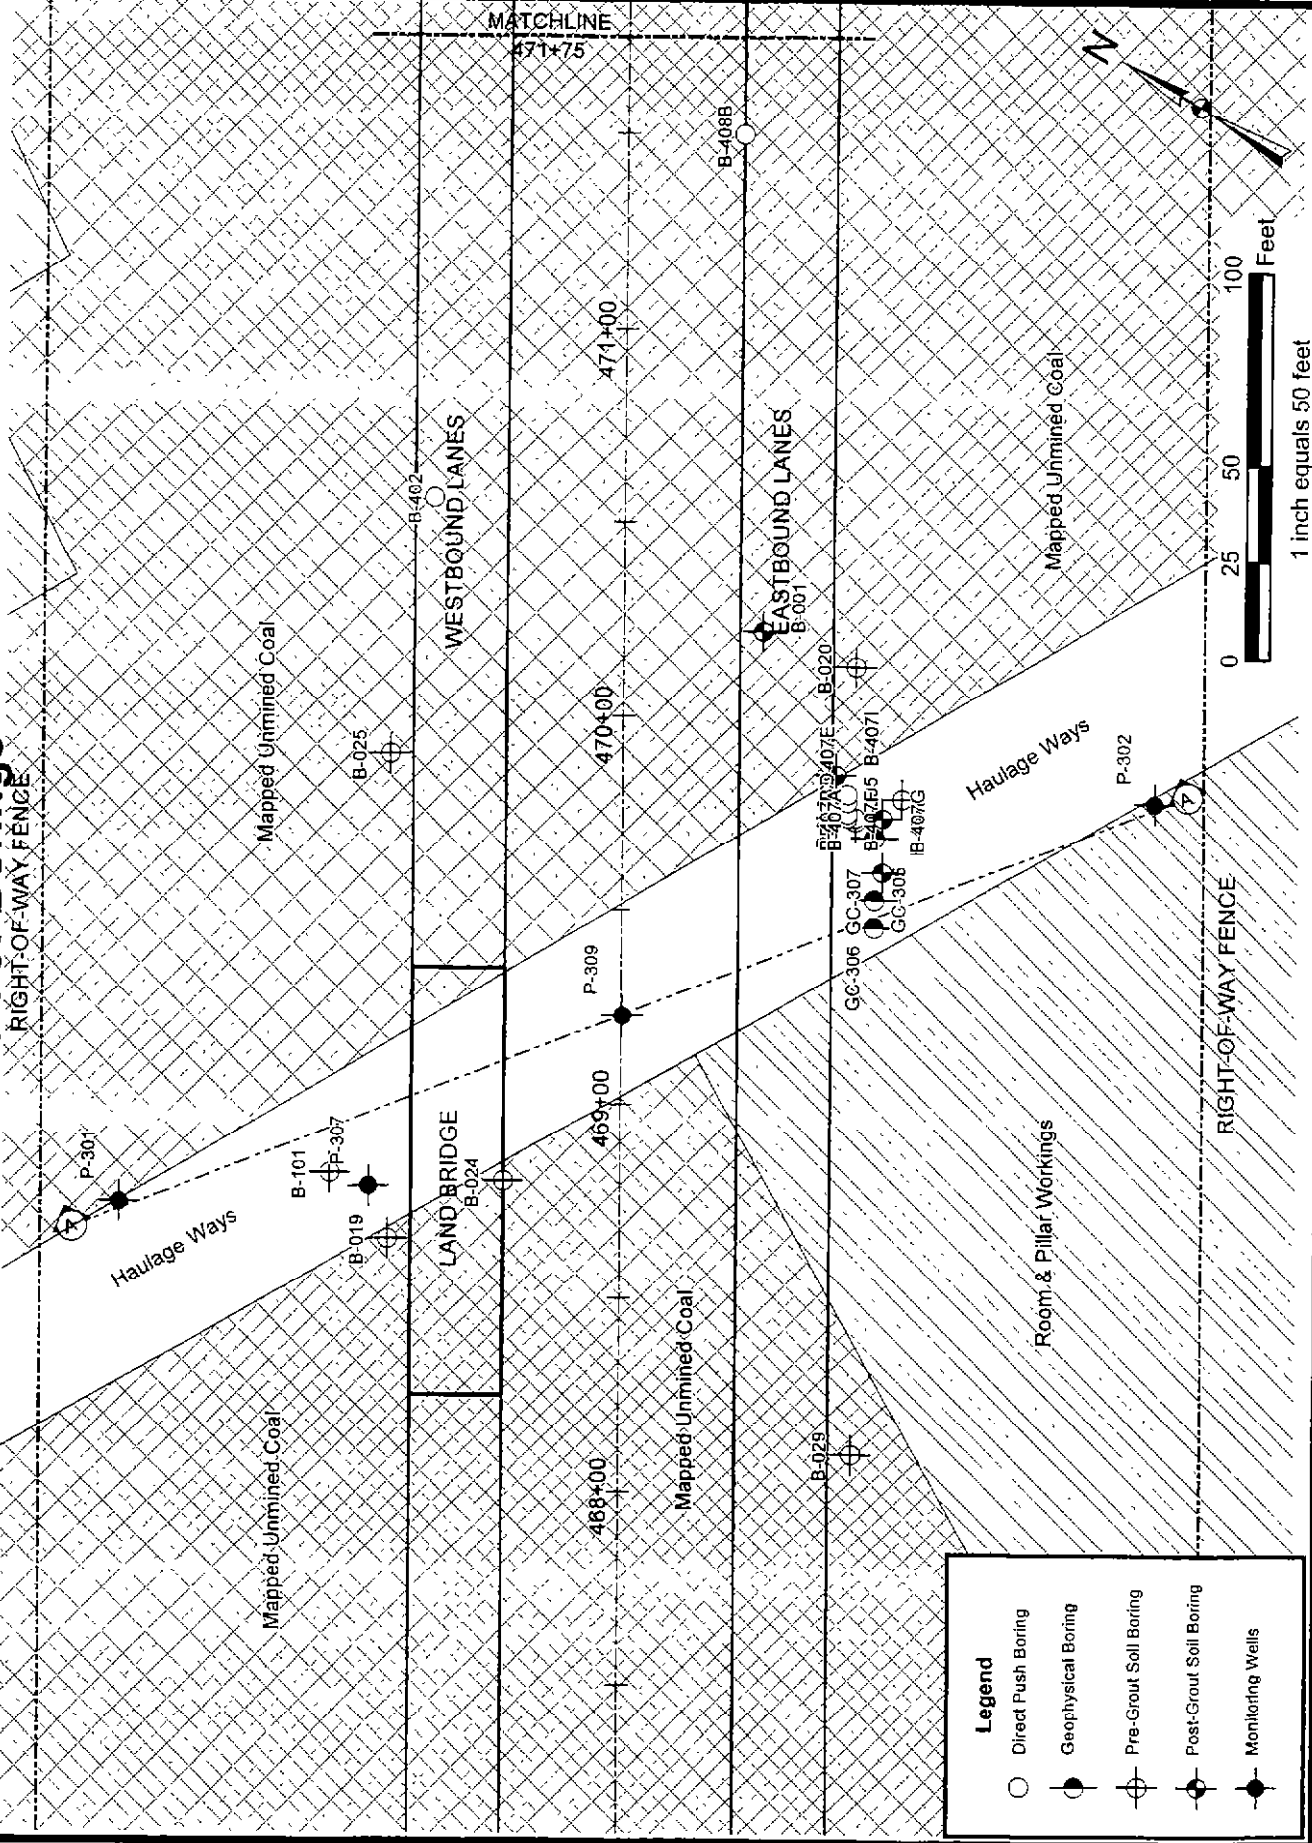 MATCHLINE
471+75
N
RIGHT-OF-WAY FENCE
Mapped Unmined Coal
B-408B
B-402
WESTBOUND LANES
471+00
EASTBOUND LANES
B-001
Mapped Unmined Coal
B-025
470+00
B-020
B-407E
B-407I
B-407A
B-407G
Haulage Ways
P-302
A
GC-307
GC-306
P-309
P-301
A
B-101
P-307
Haulage Ways
B-019
LAND BRIDGE
B-024
469+00
RIGHT-OF-WAY FENCE
Room & Pillar Workings
Mapped Unmined Coal
Mapped Unmined Coal
468+00
B-029
0 25 50 100
Feet
1 inch equals 50 feet
Legend
Direct Push Boring
Geophysical Boring
Pre-Grout Soil Boring
Post-Grout Soil Boring
Monitoring Wells